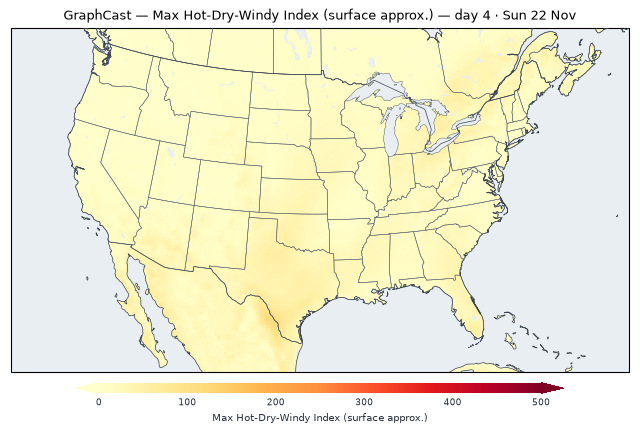 GraphCast — Max Hot-Dry-Windy Index (surface approx.) — day 4 · Sun 22 Nov
0 100 200 300 400 500
Max Hot-Dry-Windy Index (surface approx.)